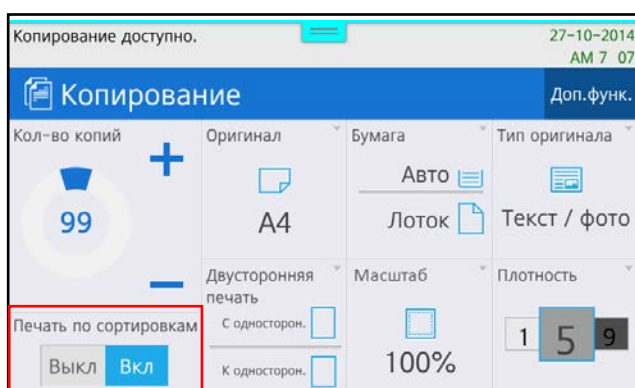 Копирование доступно.
27-10-2014
AM 7 07
Копирование
Доп.функ.
Кол-во копий
99
Оригинал
A4
Бумага
Авто
Лоток
Тип оригинала
Текст / фото
Печать по сортировкам
Выкл Вкл
Двусторонняя
печать
С односторон.
К односторон.
Масштаб
100%
Плотность
1 5 9